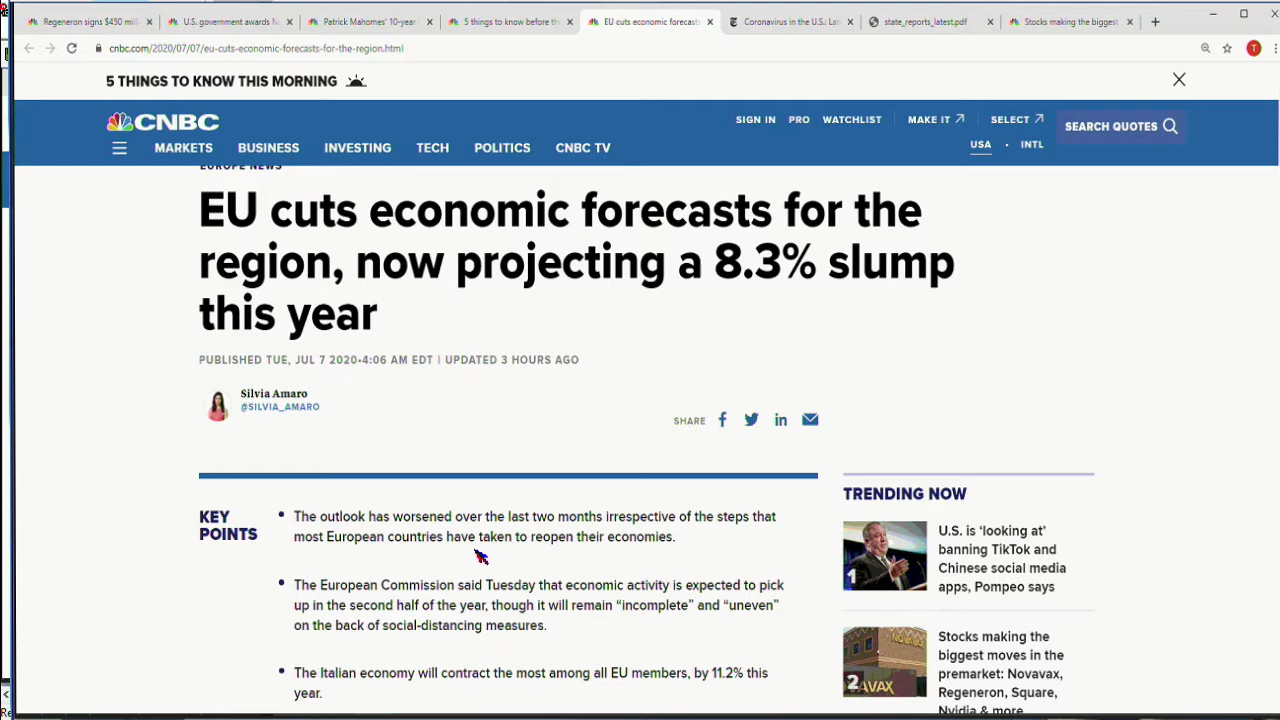 Regeneron signs $450 mill
U.S. government awards N
Patrick Mahomes' 10-year
5 things to know before the
EU cuts economic forecasts
Coronavirus in the U.S.: Lat
state_reports_latest.pdf
Stocks making the biggest
cnbc.com/2020/07/07/eu-cuts-economic-forecasts-for-the-region.html
T
5 THINGS TO KNOW THIS MORNING
CNBC
SIGN IN PRO WATCHLIST MAKE IT SELECT
SEARCH QUOTES
MARKETS BUSINESS INVESTING TECH POLITICS CNBC TV
USA · INTL
EUROPE NEWS
EU cuts economic forecasts for the
region, now projecting a 8.3% slump
this year
PUBLISHED TUE, JUL 7 2020•4:06 AM EDT | UPDATED 3 HOURS AGO
Silvia Amaro
@SILVIA_AMARO
SHARE
KEY
POINTS
• The outlook has worsened over the last two months irrespective of the steps that
most European countries have taken to reopen their economies.
• The European Commission said Tuesday that economic activity is expected to pick
up in the second half of the year, though it will remain “incomplete” and “uneven”
on the back of social-distancing measures.
• The Italian economy will contract the most among all EU members, by 11.2% this
year.
TRENDING NOW
1
U.S. is ‘looking at’
banning TikTok and
Chinese social media
apps, Pompeo says
2
Stocks making the
biggest moves in the
premarket: Novavax,
Regeneron, Square,
Nvidia & more